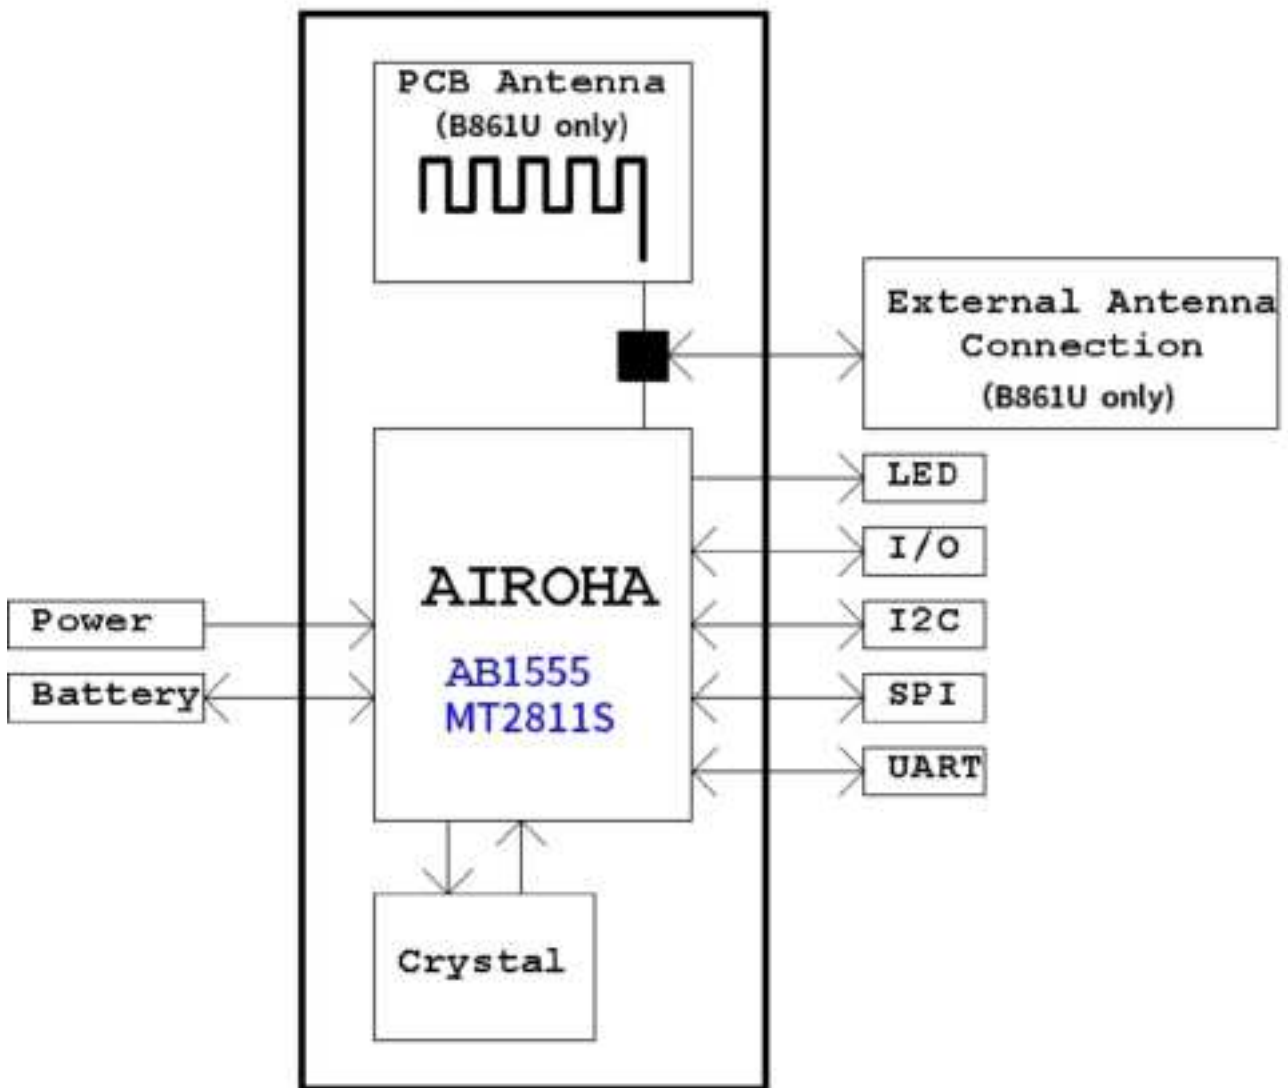 PCB Antenna
(B861U only)
External Antenna
Connection
(B861U only)
LED
I/O
AIROHA
I2C
Power
AB1555
SPI
Battery
MT2811S
UART
Crystal